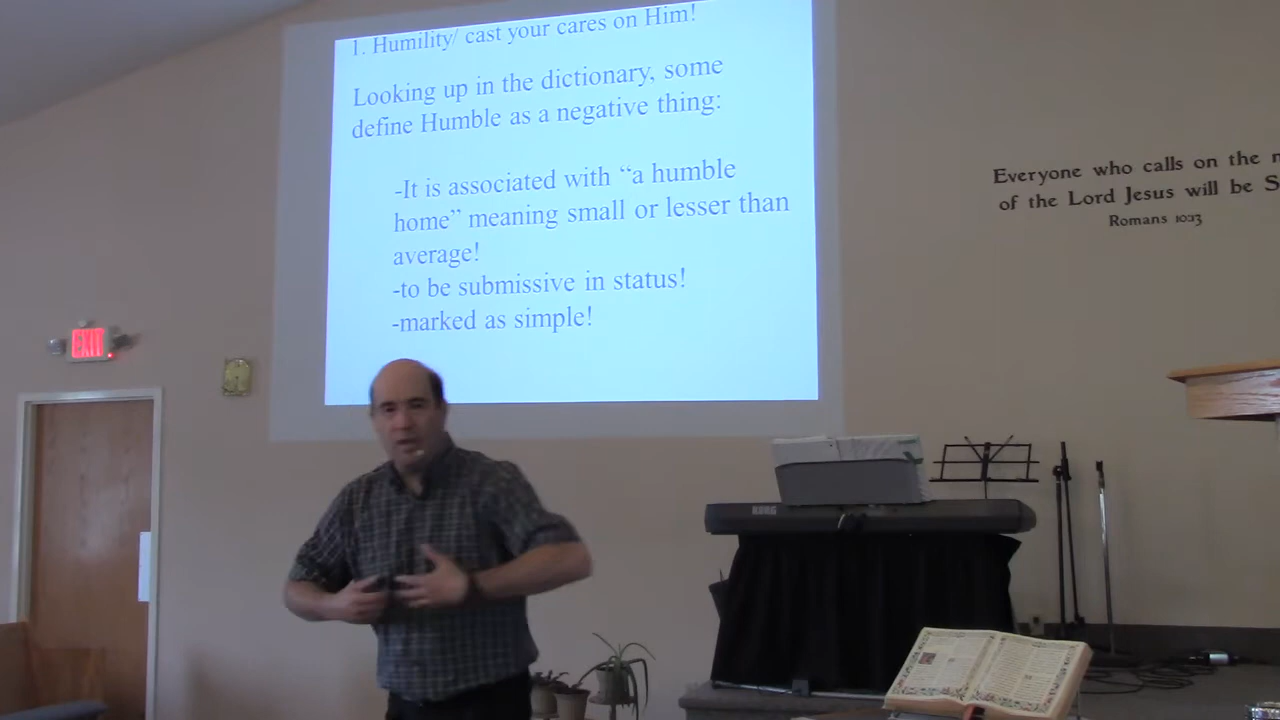 1. Humility/ cast your cares on Him!
Looking up in the dictionary, some
define Humble as a negative thing:
-It is associated with “a humble
home” meaning small or lesser than
average!
-to be submissive in status!
-marked as simple!
Everyone who calls on the
of the Lord Jesus will be
Romans 10:13
EXIT
KORG